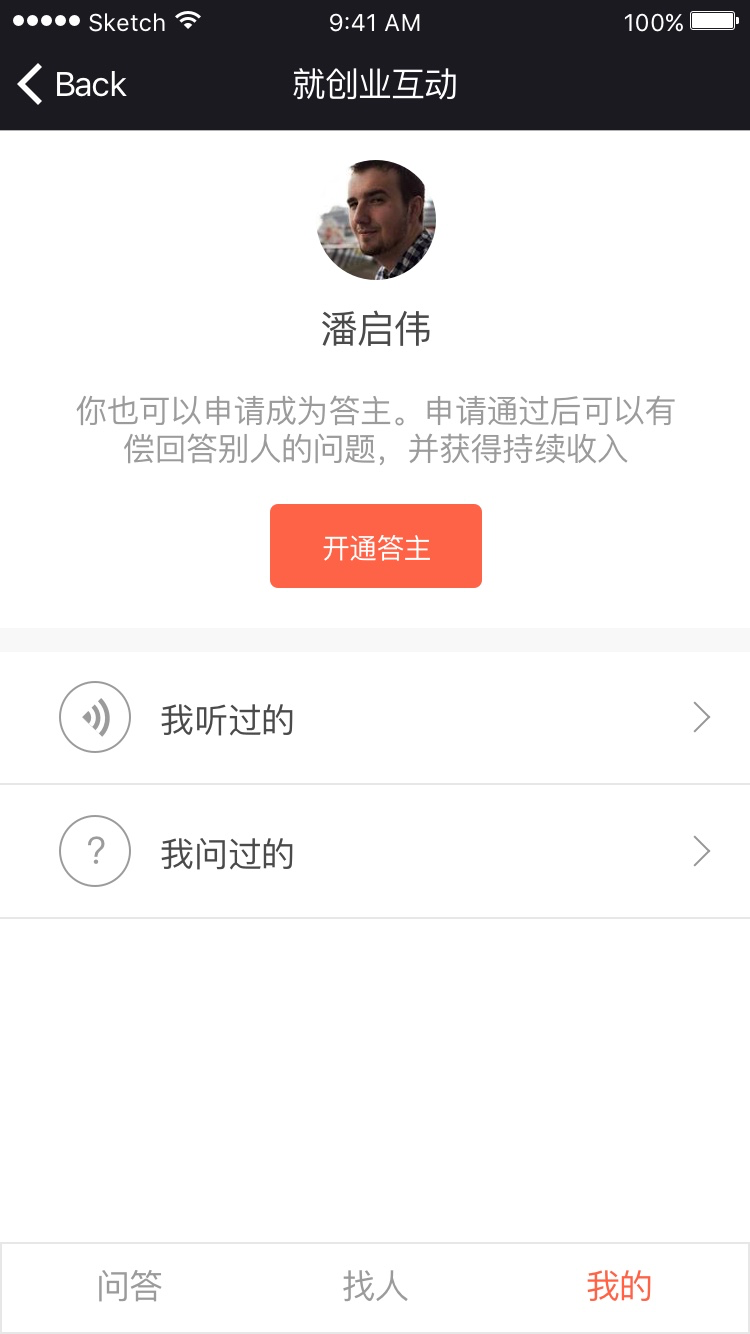 Sketch 9:41 AM 100%
Back 就创业互动
潘启伟
你也可以申请成为答主。申请通过后可以有
偿回答别人的问题，并获得持续收入
开通答主
我听过的
? 我问过的
问答 找人 我的